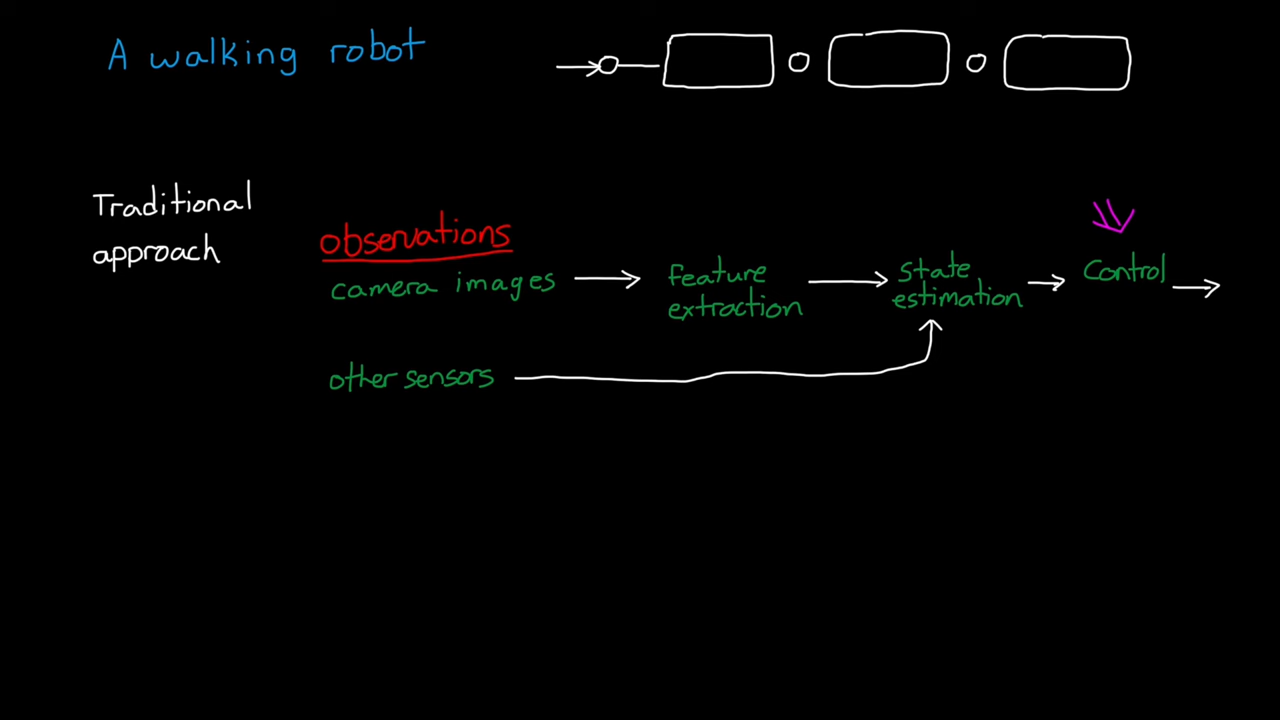 A walking robot
Traditional
approach
observations
camera images
feature
extraction
state
estimation
Control
other sensors